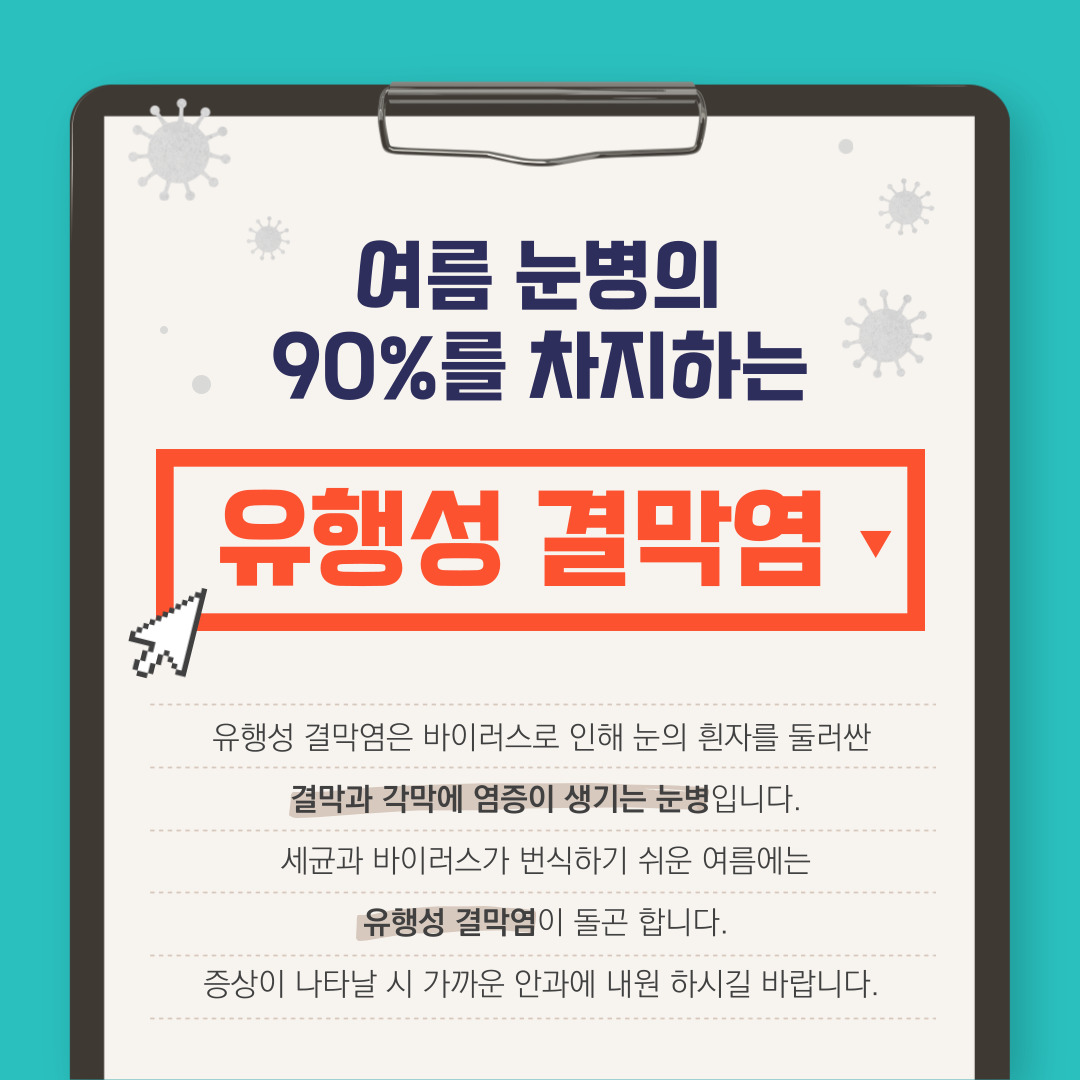 여름 눈병의
90%를 차지하는
유행성 결막염 ▼
유행성 결막염은 바이러스로 인해 눈의 흰자를 둘러싼
결막과 각막에 염증이 생기는 눈병입니다.
세균과 바이러스가 번식하기 쉬운 여름에는
유행성 결막염이 돌곤 합니다.
증상이 나타날 시 가까운 안과에 내원 하시길 바랍니다.